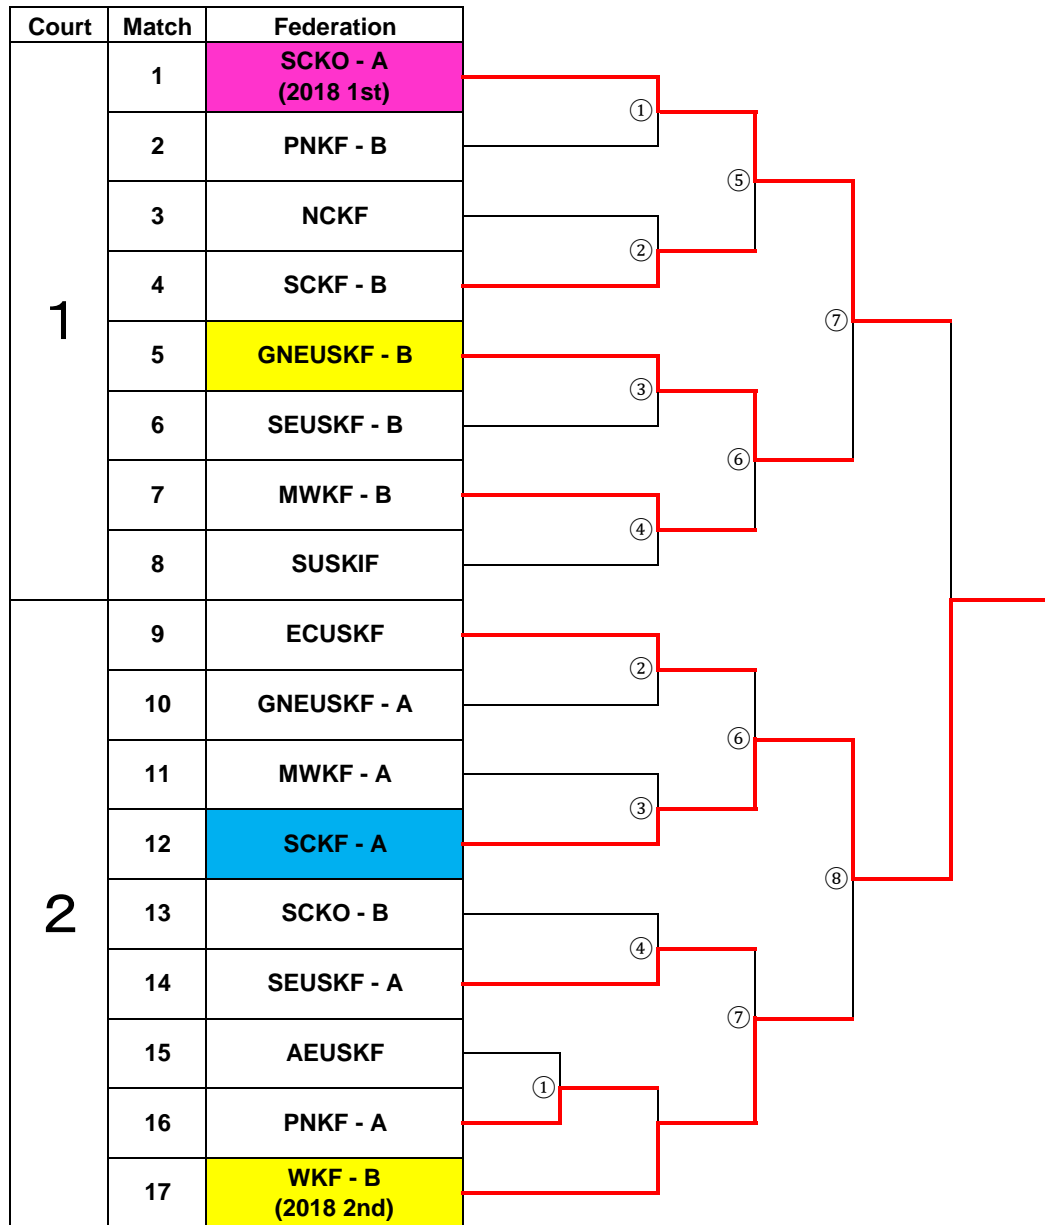 Court Match Federation
1 SCKO - A
(2018 1st)
①
2 PNKF - B
⑤
3 NCKF
②
4 SCKF - B
1
⑦
5 GNEUSKF - B
③
6 SEUSKF - B
⑥
7 MWKF - B
④
8 SUSKIF
9 ECUSKF
②
10 GNEUSKF - A
⑥
11 MWKF - A
③
12 SCKF - A
⑧
2
13 SCKO - B
④
14 SEUSKF - A
⑦
15 AEUSKF
①
16 PNKF - A
17 WKF - B
(2018 2nd)